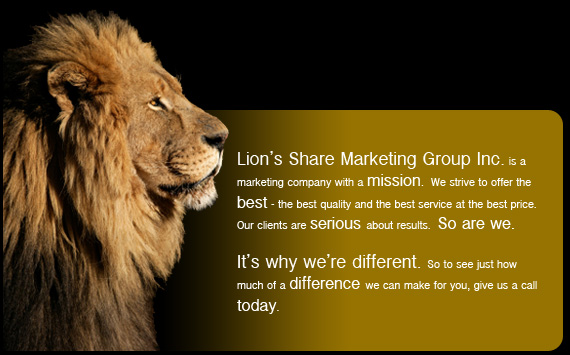 Lion's Share Marketing Group Inc. is a
marketing company with a mission. We strive to offer the
best - the best quality and the best service at the best price.
Our clients are serious about results. So are we.
It's why we're different. So to see just how
much of a difference we can make for you, give us a call
today.